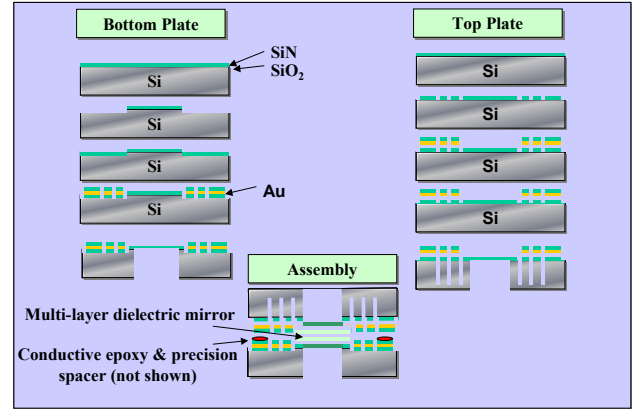 Bottom Plate
Top Plate
SiN
SiO₂
Si
Si
Si
Si
Au
Si
Si
Si
Si
Assembly
Multi-layer dielectric mirror
Conductive epoxy & precision
spacer (not shown)